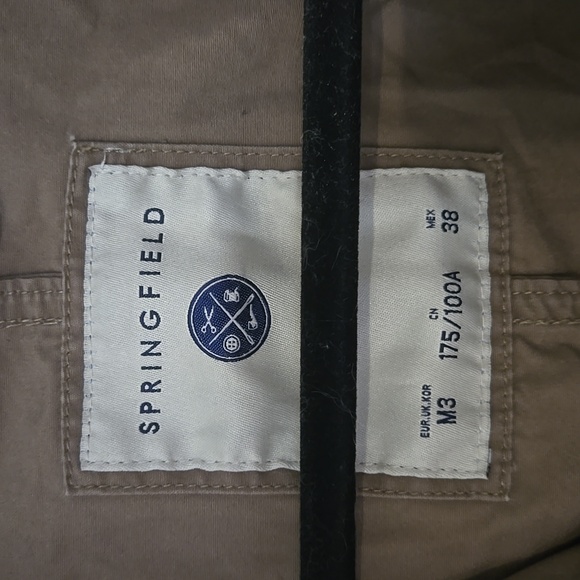 SPRINGFIELD
EUR.UK.KOR CN MEX
M3 175/100A 38